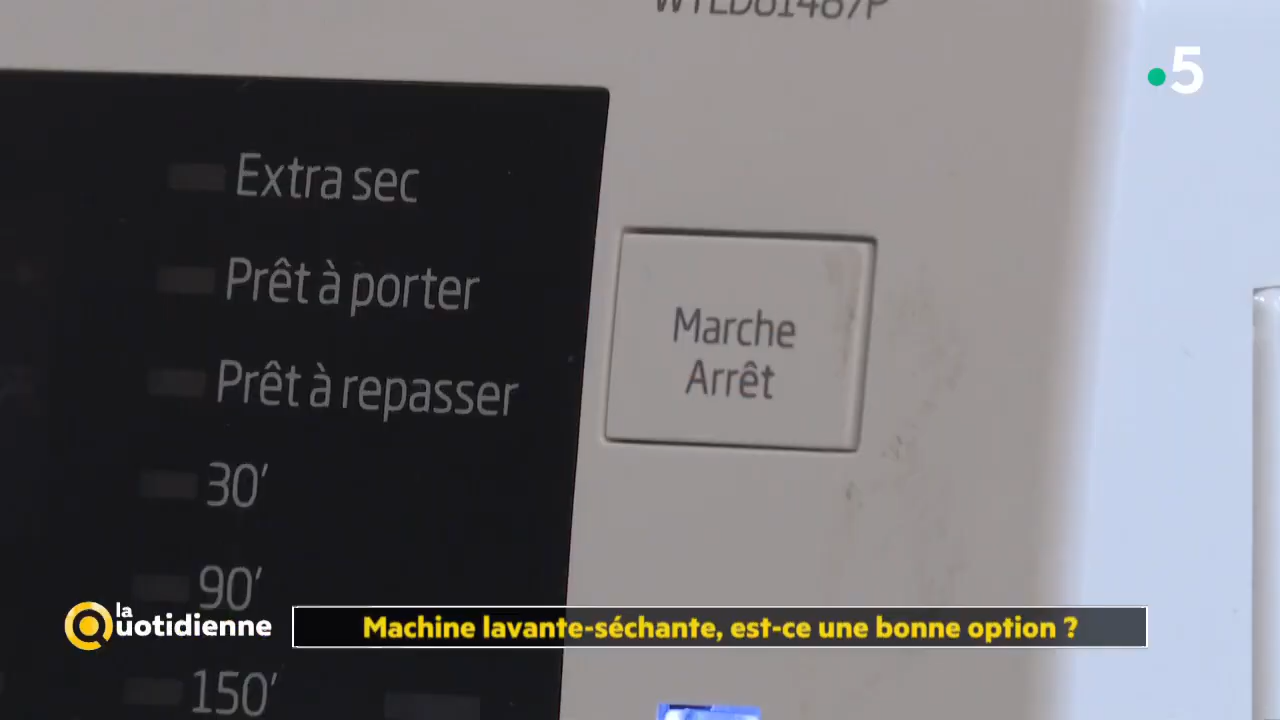 5
Extra sec
Prêt à porter
Prêt à repasser
30'
90'
150'
Marche
Arrêt
la
Quotidienne
Machine lavante-séchante, est-ce une bonne option ?